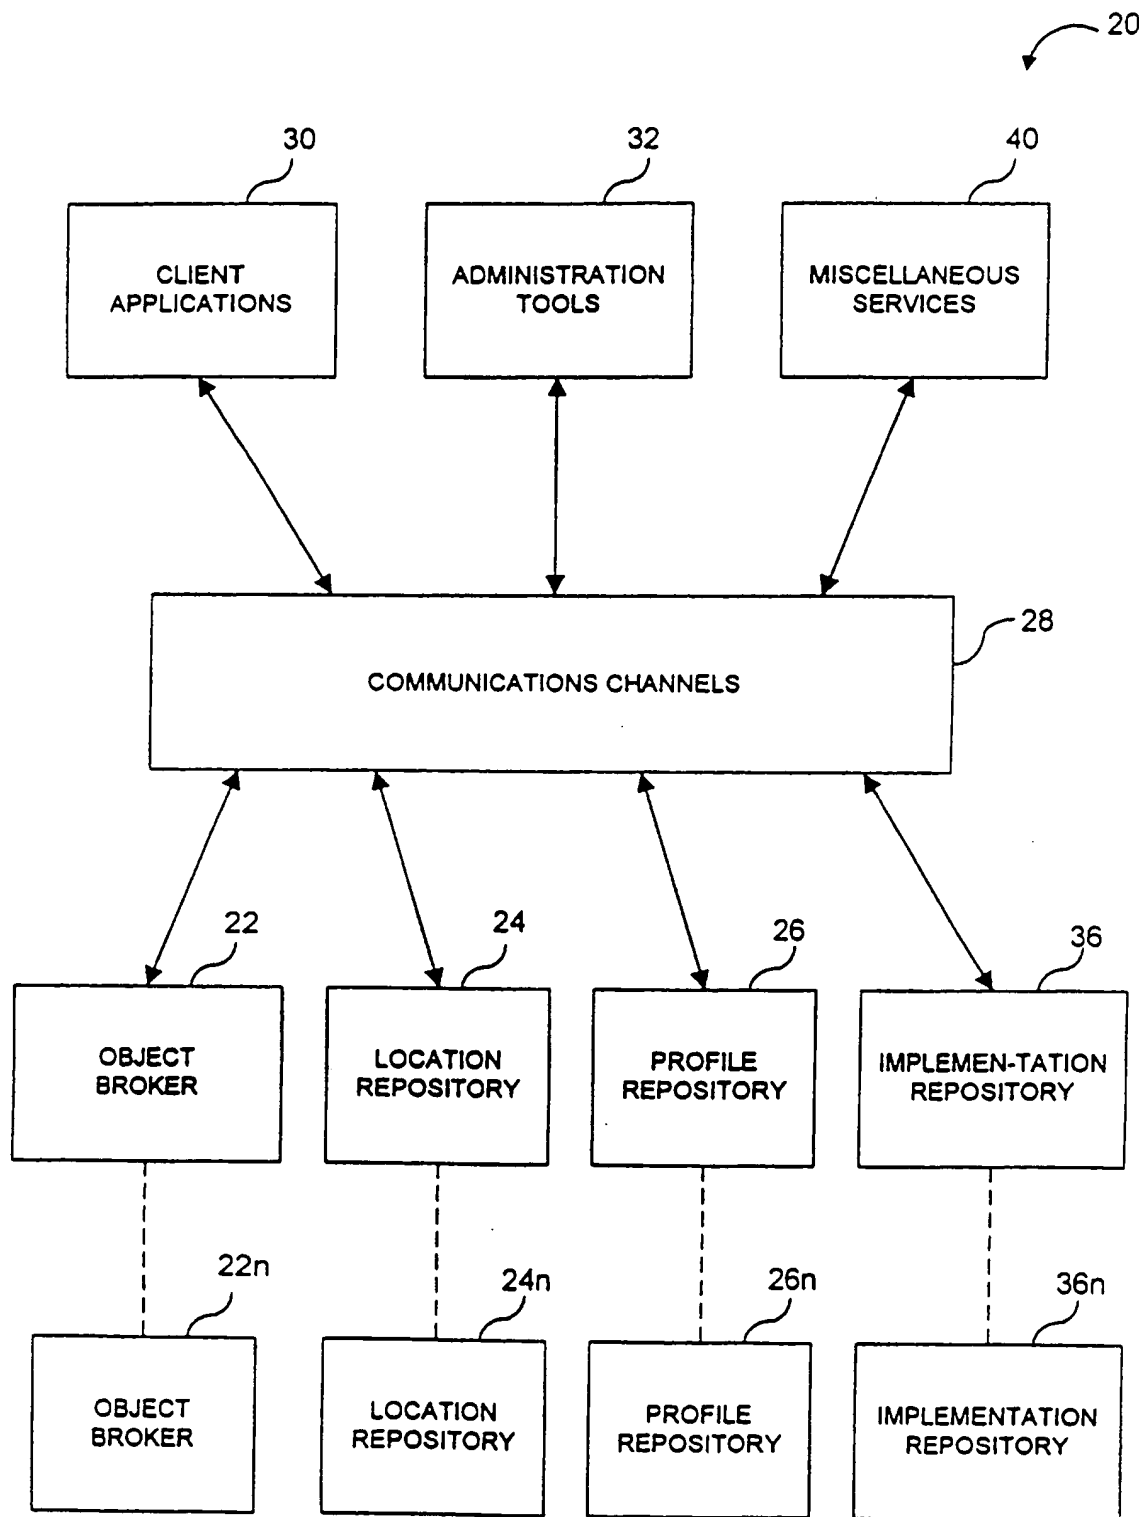 20
30
32
40
CLIENT
APPLICATIONS
ADMINISTRATION
TOOLS
MISCELLANEOUS
SERVICES
28
COMMUNICATIONS CHANNELS
22
24
26
36
OBJECT
BROKER
LOCATION
REPOSITORY
PROFILE
REPOSITORY
IMPLEMEN-TATION
REPOSITORY
22n
24n
26n
36n
OBJECT
BROKER
LOCATION
REPOSITORY
PROFILE
REPOSITORY
IMPLEMENTATION
REPOSITORY